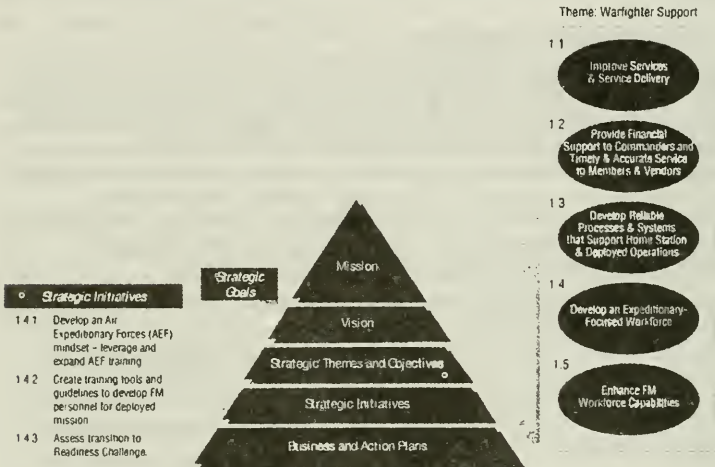 Theme: Warfighter Support
1 1
Improve Services
& Service Delivery
1 2
Provide Financial
Support to Commanders and
Timely & Accurate Service
to Members & Vendors
1 3
Develop Reliable
Processes & Systems
that Support Home Station
& Deployed Operations
1 4
Develop an Expeditionary-
Focused Workforce
1.5
Enhance FM
Workforce Capabilities
Strategic
Goals
Mission
Vision
Strategic Themes and Objectives
Strategic Initiatives
Business and Action Plans
Strategic Initiatives
1 4 1 Develop an Air
Expeditionary Forces (AEF)
mindset – leverage and
expand AEF training
1 4 2 Create training tools and
guidelines to develop FM
personnel for deployed
mission
1 4 3 Assess transition to
Readiness Challenge.